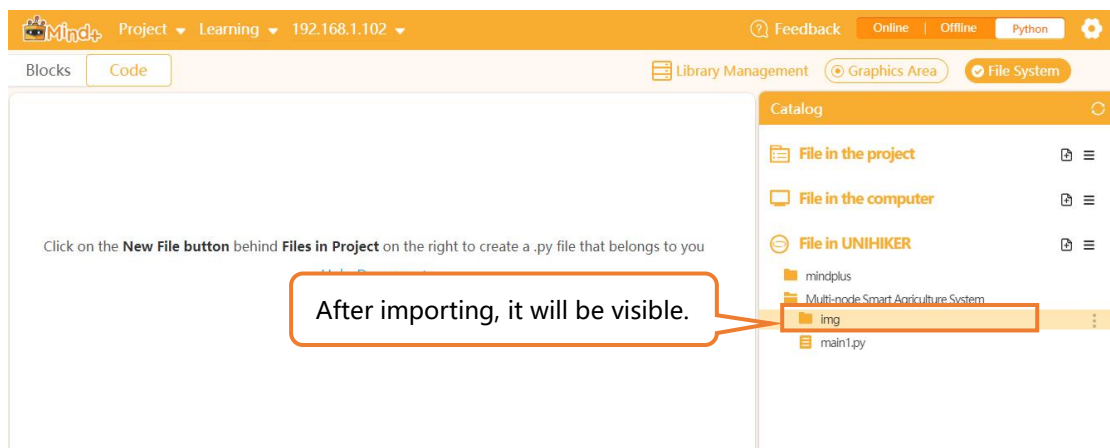 Mind+ Project Learning 192.168.1.102 Feedback Online Offline Python
Blocks Code Library Management Graphics Area File System
Catalog
File in the project
File in the computer
Click on the New File button behind Files in Project on the right to create a .py file that belongs to you
File in UNIHIKER
mindplus
Multi-node Smart Agriculture System
After importing, it will be visible.
img
main1.py